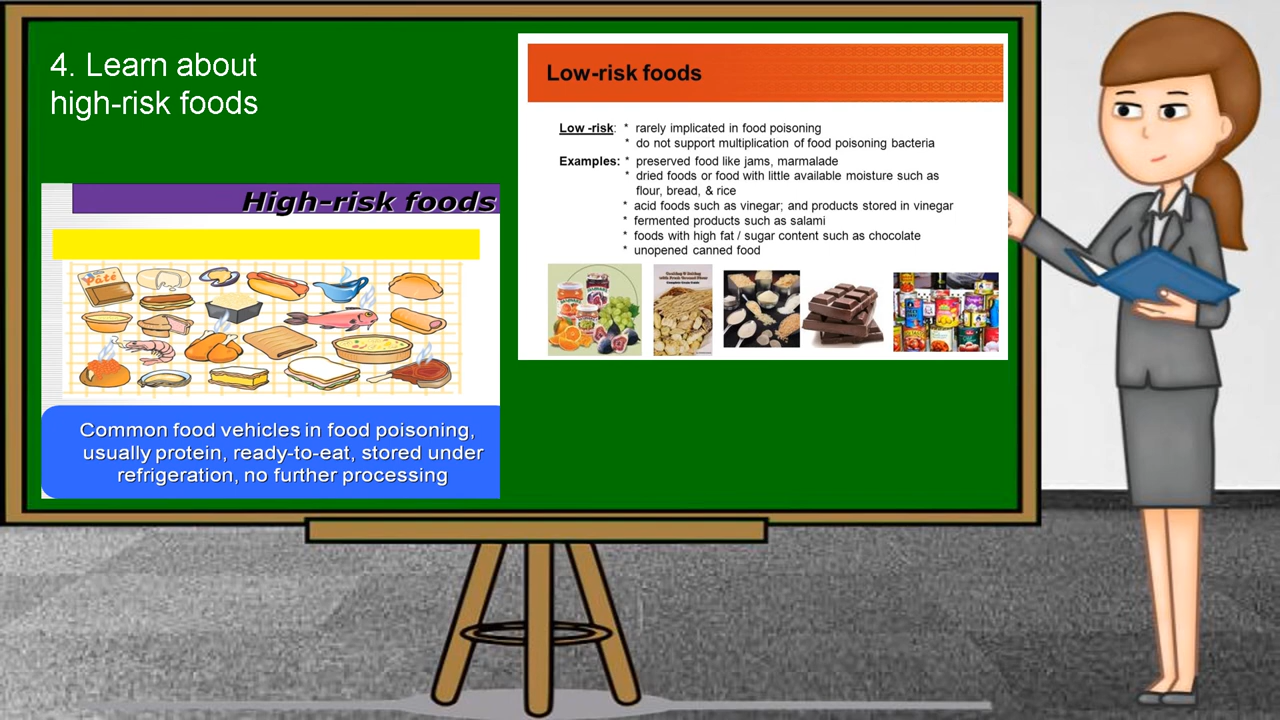 4. Learn about
high-risk foods
High-risk foods
Paté
Common food vehicles in food poisoning,
usually protein, ready-to-eat, stored under
refrigeration, no further processing
Low-risk foods
Low -risk: * rarely implicated in food poisoning
* do not support multiplication of food poisoning bacteria
Examples: * preserved food like jams, marmalade
* dried foods or food with little available moisture such as
flour, bread, & rice
* acid foods such as vinegar; and products stored in vinegar
* fermented products such as salami
* foods with high fat / sugar content such as chocolate
* unopened canned food